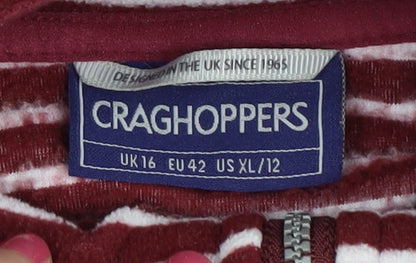 DESIGNED IN THE UK SINCE 1965
CRAGHOPPERS
UK 16 EU 42 US XL/12